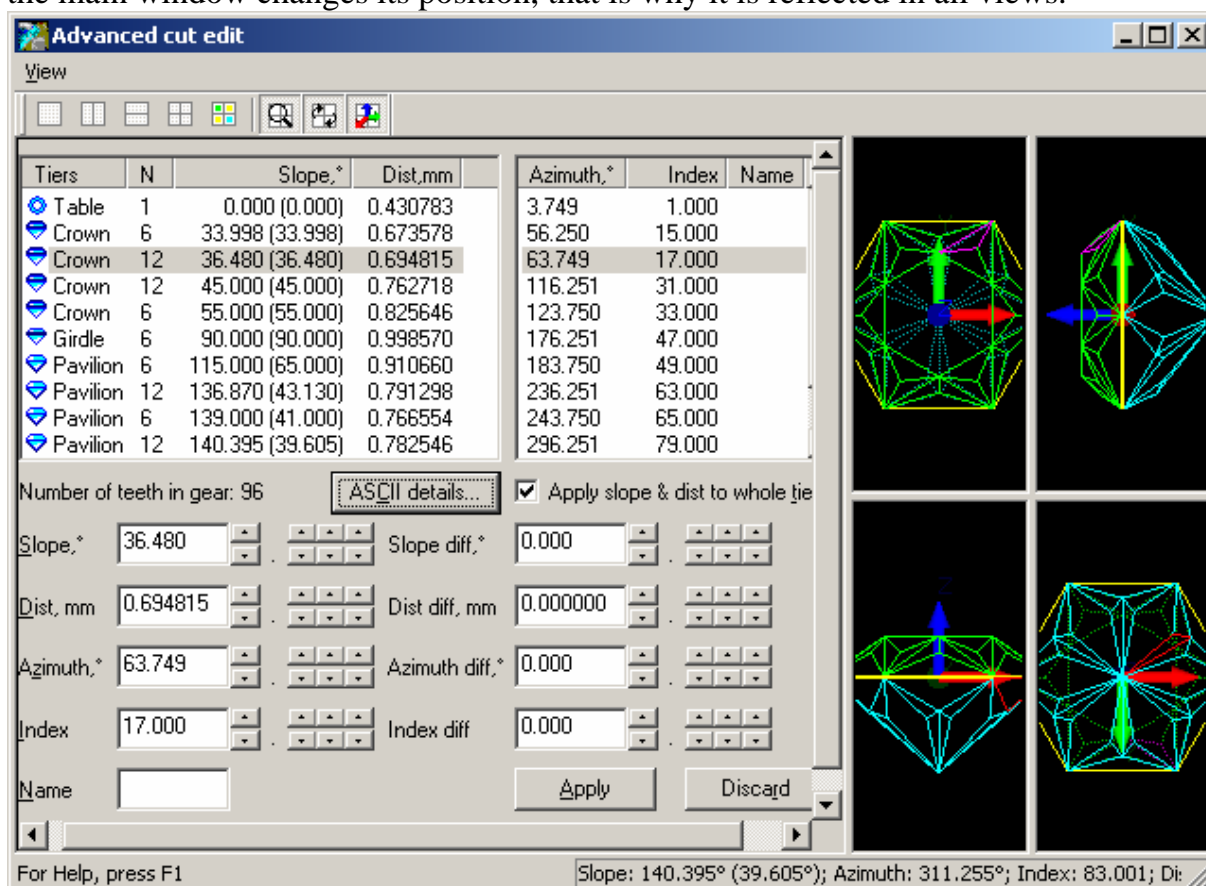 the main window changes its position, that is why it is reflected in all views.
Advanced cut edit
View
Tiers N Slope,° Dist,mm Azimuth,° Index Name
Table 1 0.000 (0.000) 0.430783 3.749 1.000
Crown 6 33.998 (33.998) 0.673578 56.250 15.000
Crown 12 36.480 (36.480) 0.694815 63.749 17.000
Crown 12 45.000 (45.000) 0.762718 116.251 31.000
Crown 6 55.000 (55.000) 0.825646 123.750 33.000
Girdle 6 90.000 (90.000) 0.998570 176.251 47.000
Pavilion 6 115.000 (65.000) 0.910660 183.750 49.000
Pavilion 12 136.870 (43.130) 0.791298 236.251 63.000
Pavilion 6 139.000 (41.000) 0.766554 243.750 65.000
Pavilion 12 140.395 (39.605) 0.782546 296.251 79.000
Number of teeth in gear: 96 ASCII details... Apply slope & dist to whole tie
Slope,° 36.480 . Slope diff,° 0.000 .
Dist, mm 0.694815 . Dist diff, mm 0.000000 .
Azimuth,° 63.749 . Azimuth diff,° 0.000 .
Index 17.000 . Index diff 0.000 .
Name Apply Discard
Z
For Help, press F1 Slope: 140.395° (39.605°); Azimuth: 311.255°; Index: 83.001; Di: